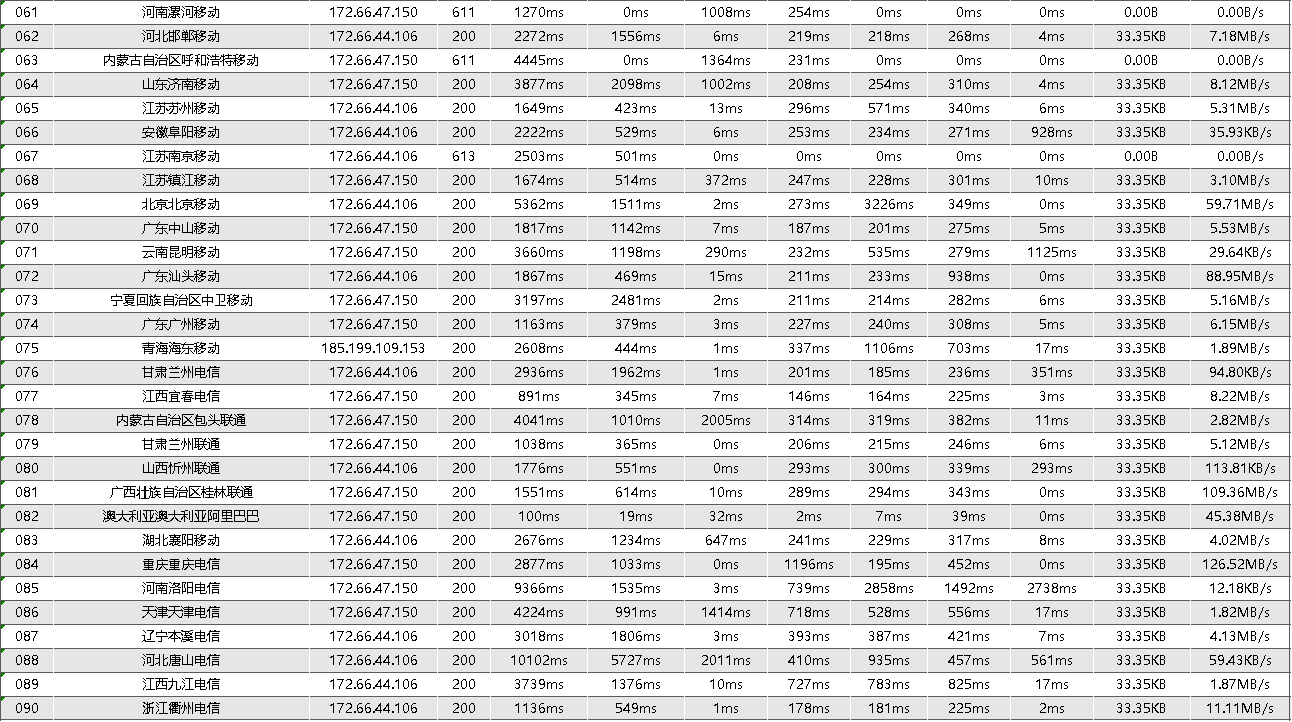 061 河南漯河移动 172.66.47.150 611 1270ms 0ms 1008ms 254ms 0ms 0ms 0ms 0.00B 0.00B/s
062 河北邯郸移动 172.66.44.106 200 2272ms 1556ms 6ms 219ms 218ms 268ms 4ms 33.35KB 7.18MB/s
063 内蒙古自治区呼和浩特移动 172.66.47.150 611 4445ms 0ms 1364ms 231ms 0ms 0ms 0ms 0.00B 0.00B/s
064 山东济南移动 172.66.47.150 200 3877ms 2098ms 1002ms 208ms 254ms 310ms 4ms 33.35KB 8.12MB/s
065 江苏苏州移动 172.66.44.106 200 1649ms 423ms 13ms 296ms 571ms 340ms 6ms 33.35KB 5.31MB/s
066 安徽阜阳移动 172.66.44.106 200 2222ms 529ms 6ms 253ms 234ms 271ms 928ms 33.35KB 35.93KB/s
067 江苏南京移动 172.66.44.106 613 2503ms 501ms 0ms 0ms 0ms 0ms 0ms 0.00B 0.00B/s
068 江苏镇江移动 172.66.47.150 200 1674ms 514ms 372ms 247ms 228ms 301ms 10ms 33.35KB 3.10MB/s
069 北京北京移动 172.66.47.150 200 5362ms 1511ms 2ms 273ms 3226ms 349ms 0ms 33.35KB 59.71MB/s
070 广东中山移动 172.66.47.150 200 1817ms 1142ms 7ms 187ms 201ms 275ms 5ms 33.35KB 5.53MB/s
071 云南昆明移动 172.66.47.150 200 3660ms 1198ms 290ms 232ms 535ms 279ms 1125ms 33.35KB 29.64KB/s
072 广东汕头移动 172.66.44.106 200 1867ms 469ms 15ms 211ms 233ms 938ms 0ms 33.35KB 88.95MB/s
073 宁夏回族自治区中卫移动 172.66.47.150 200 3197ms 2481ms 2ms 211ms 214ms 282ms 6ms 33.35KB 5.16MB/s
074 广东广州移动 172.66.47.150 200 1163ms 379ms 3ms 227ms 240ms 308ms 5ms 33.35KB 6.15MB/s
075 青海海东移动 185.199.109.153 200 2608ms 444ms 1ms 337ms 1106ms 703ms 17ms 33.35KB 1.89MB/s
076 甘肃兰州电信 172.66.44.106 200 2936ms 1962ms 1ms 201ms 185ms 236ms 351ms 33.35KB 94.80KB/s
077 江西宜春电信 172.66.47.150 200 891ms 345ms 7ms 146ms 164ms 225ms 3ms 33.35KB 8.22MB/s
078 内蒙古自治区包头联通 172.66.47.150 200 4041ms 1010ms 2005ms 314ms 319ms 382ms 11ms 33.35KB 2.82MB/s
079 甘肃兰州联通 172.66.47.150 200 1038ms 365ms 0ms 206ms 215ms 246ms 6ms 33.35KB 5.12MB/s
080 山西忻州联通 172.66.44.106 200 1776ms 551ms 0ms 293ms 300ms 339ms 293ms 33.35KB 113.81KB/s
081 广西壮族自治区桂林联通 172.66.47.150 200 1551ms 614ms 10ms 289ms 294ms 343ms 0ms 33.35KB 109.36MB/s
082 澳大利亚澳大利亚阿里巴巴 172.66.47.150 200 100ms 19ms 32ms 2ms 7ms 39ms 0ms 33.35KB 45.38MB/s
083 湖北襄阳移动 172.66.44.106 200 2676ms 1234ms 647ms 241ms 229ms 317ms 8ms 33.35KB 4.02MB/s
084 重庆重庆电信 172.66.47.150 200 2877ms 1033ms 0ms 1196ms 195ms 452ms 0ms 33.35KB 126.52MB/s
085 河南洛阳电信 172.66.47.150 200 9366ms 1535ms 3ms 739ms 2858ms 1492ms 2738ms 33.35KB 12.18KB/s
086 天津天津电信 172.66.47.150 200 4224ms 991ms 1414ms 718ms 528ms 556ms 17ms 33.35KB 1.82MB/s
087 辽宁本溪电信 172.66.44.106 200 3018ms 1806ms 3ms 393ms 387ms 421ms 7ms 33.35KB 4.13MB/s
088 河北唐山电信 172.66.44.106 200 10102ms 5727ms 2011ms 410ms 935ms 457ms 561ms 33.35KB 59.43KB/s
089 江西九江电信 172.66.44.106 200 3739ms 1376ms 10ms 727ms 783ms 825ms 17ms 33.35KB 1.87MB/s
090 浙江衢州电信 172.66.44.106 200 1136ms 549ms 1ms 178ms 181ms 225ms 2ms 33.35KB 11.11MB/s